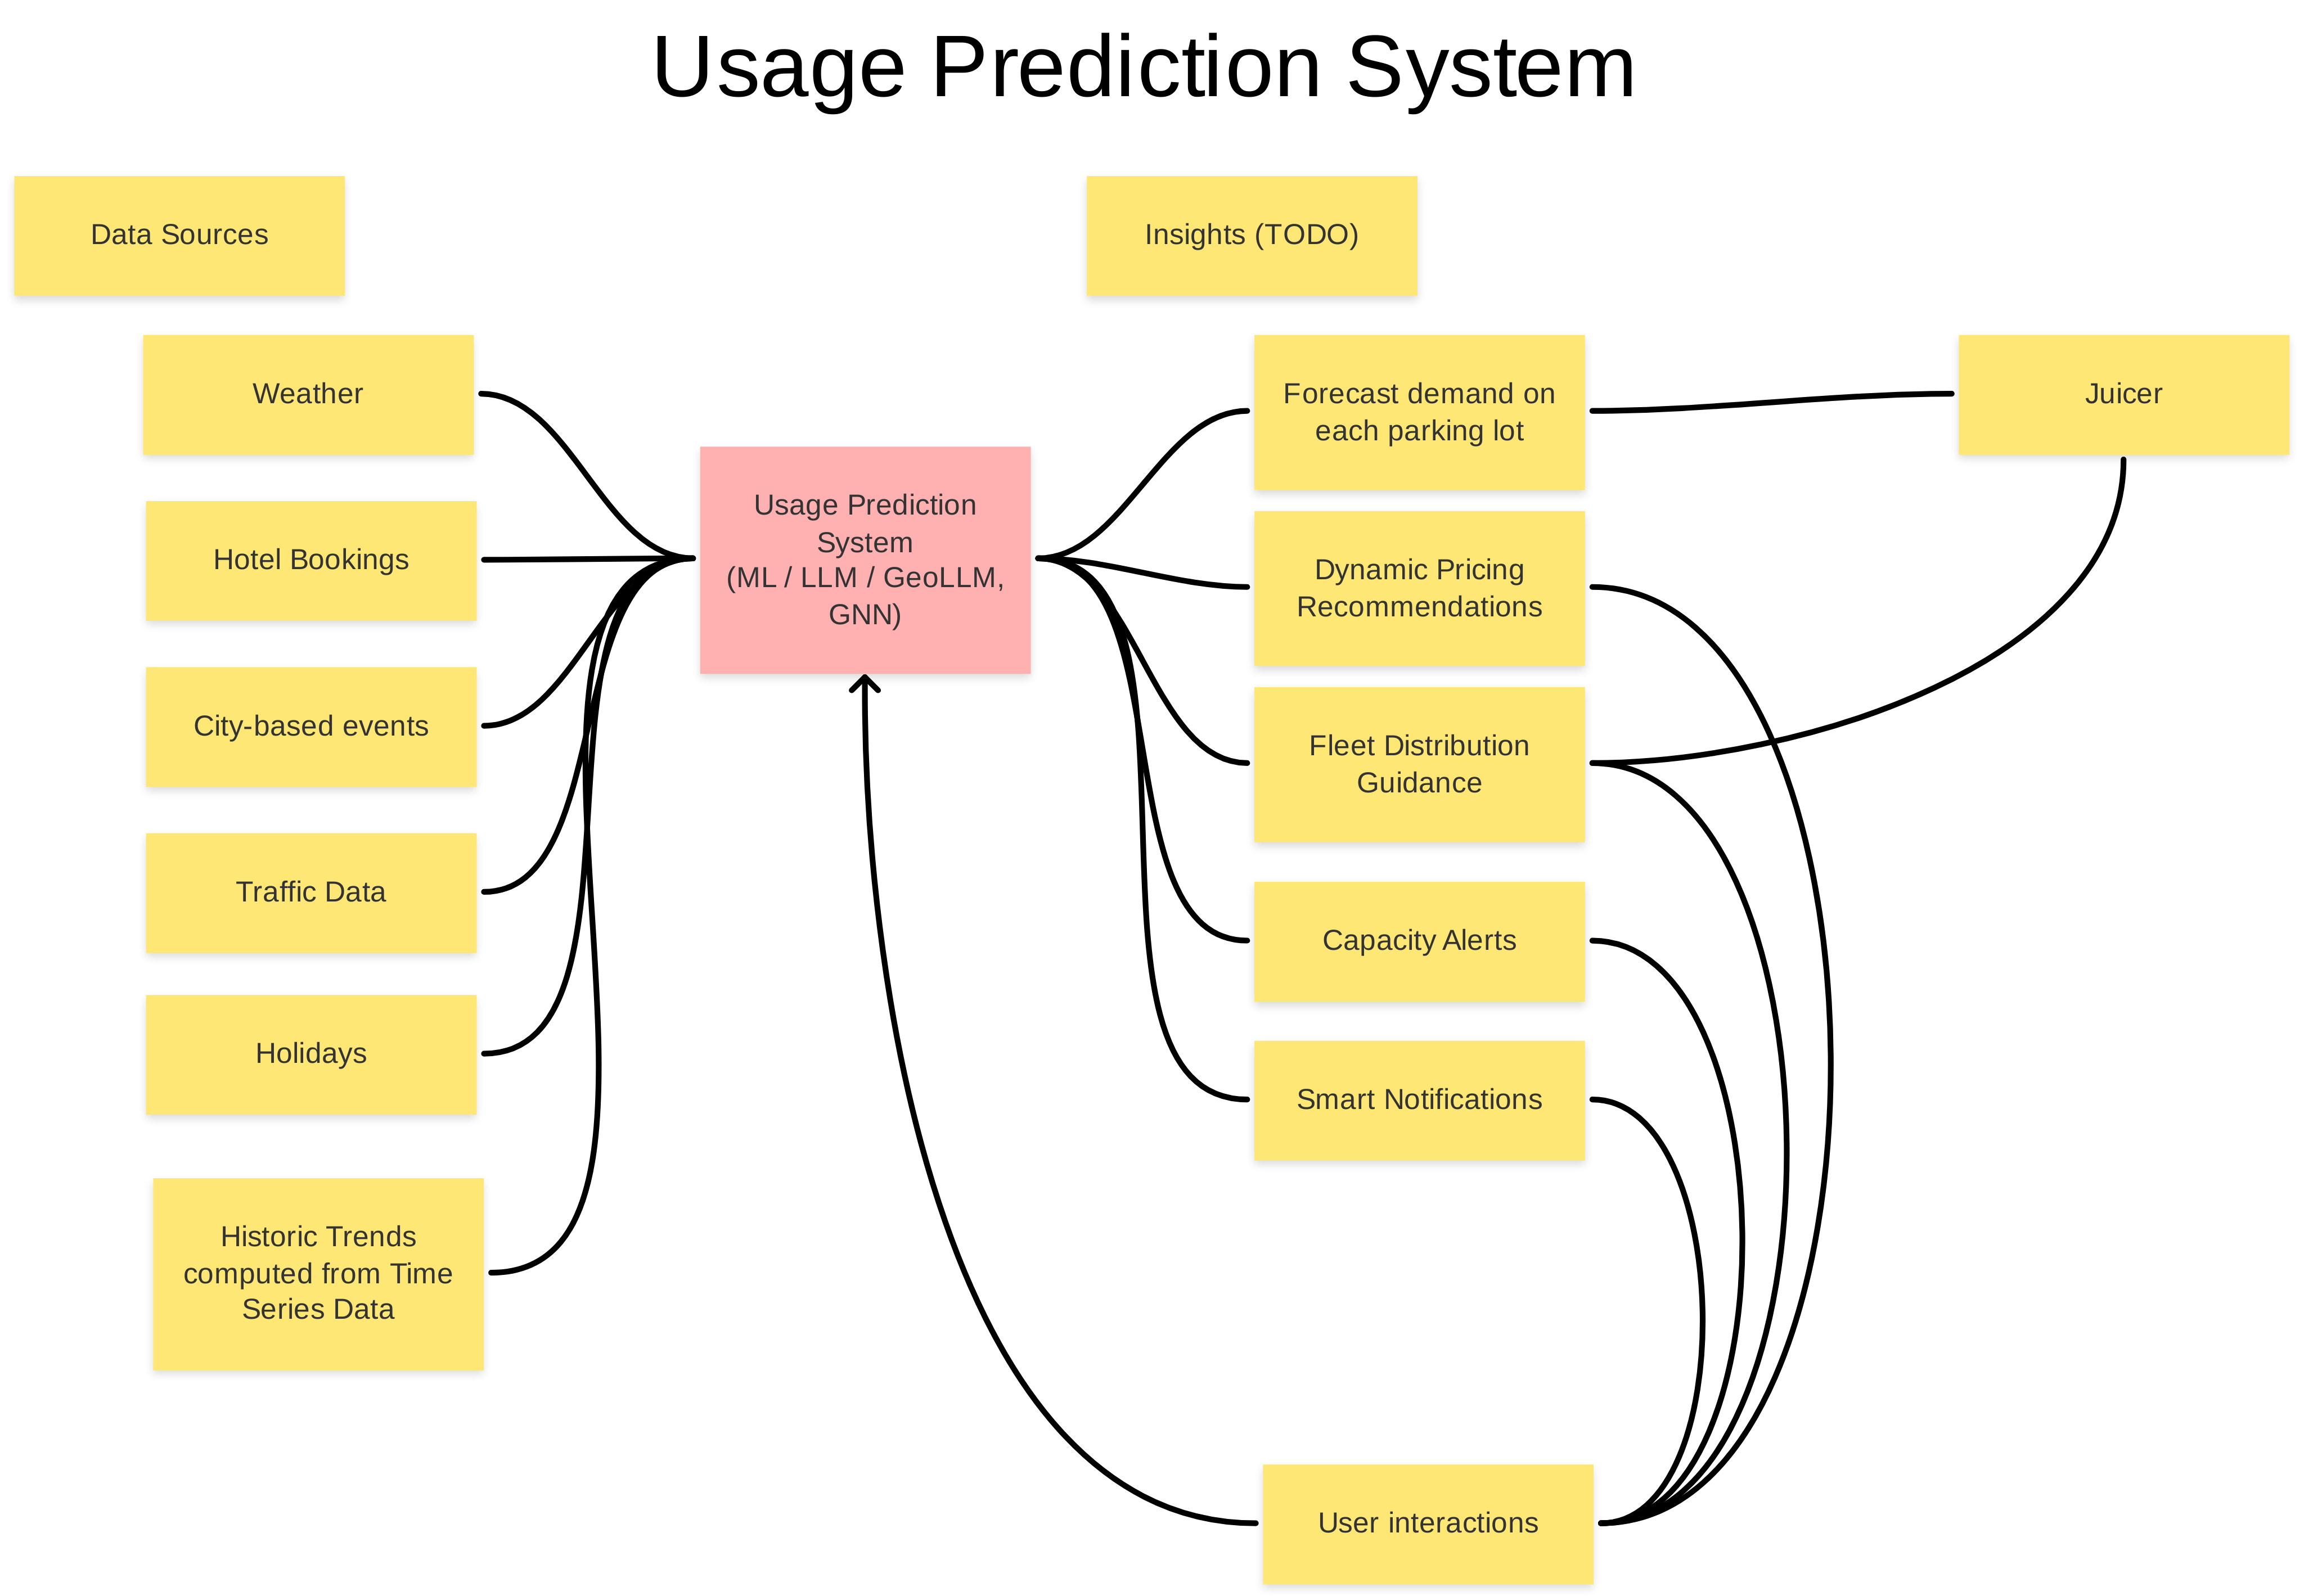 Usage Prediction System
Data Sources
Insights (TODO)
Weather
Hotel Bookings
City-based events
Traffic Data
Holidays
Historic Trends
computed from Time
Series Data
Usage Prediction
System
(ML / LLM / GeoLLM,
GNN)
Forecast demand on
each parking lot
Dynamic Pricing
Recommendations
Fleet Distribution
Guidance
Capacity Alerts
Smart Notifications
Juicer
User interactions